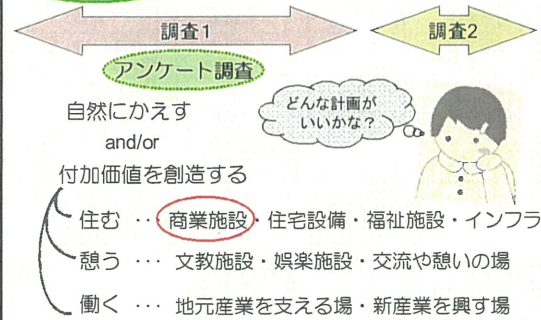 調査1
調査2
アンケート調査
どんな計画が
いいかな？
自然にかえす
and/or
付加価値を創造する
住む ・・・ 商業施設・住宅設備・福祉施設・インフラ
憩う ・・・ 文教施設・娯楽施設・交流や憩いの場
働く ・・・ 地元産業を支える場・新産業を興す場